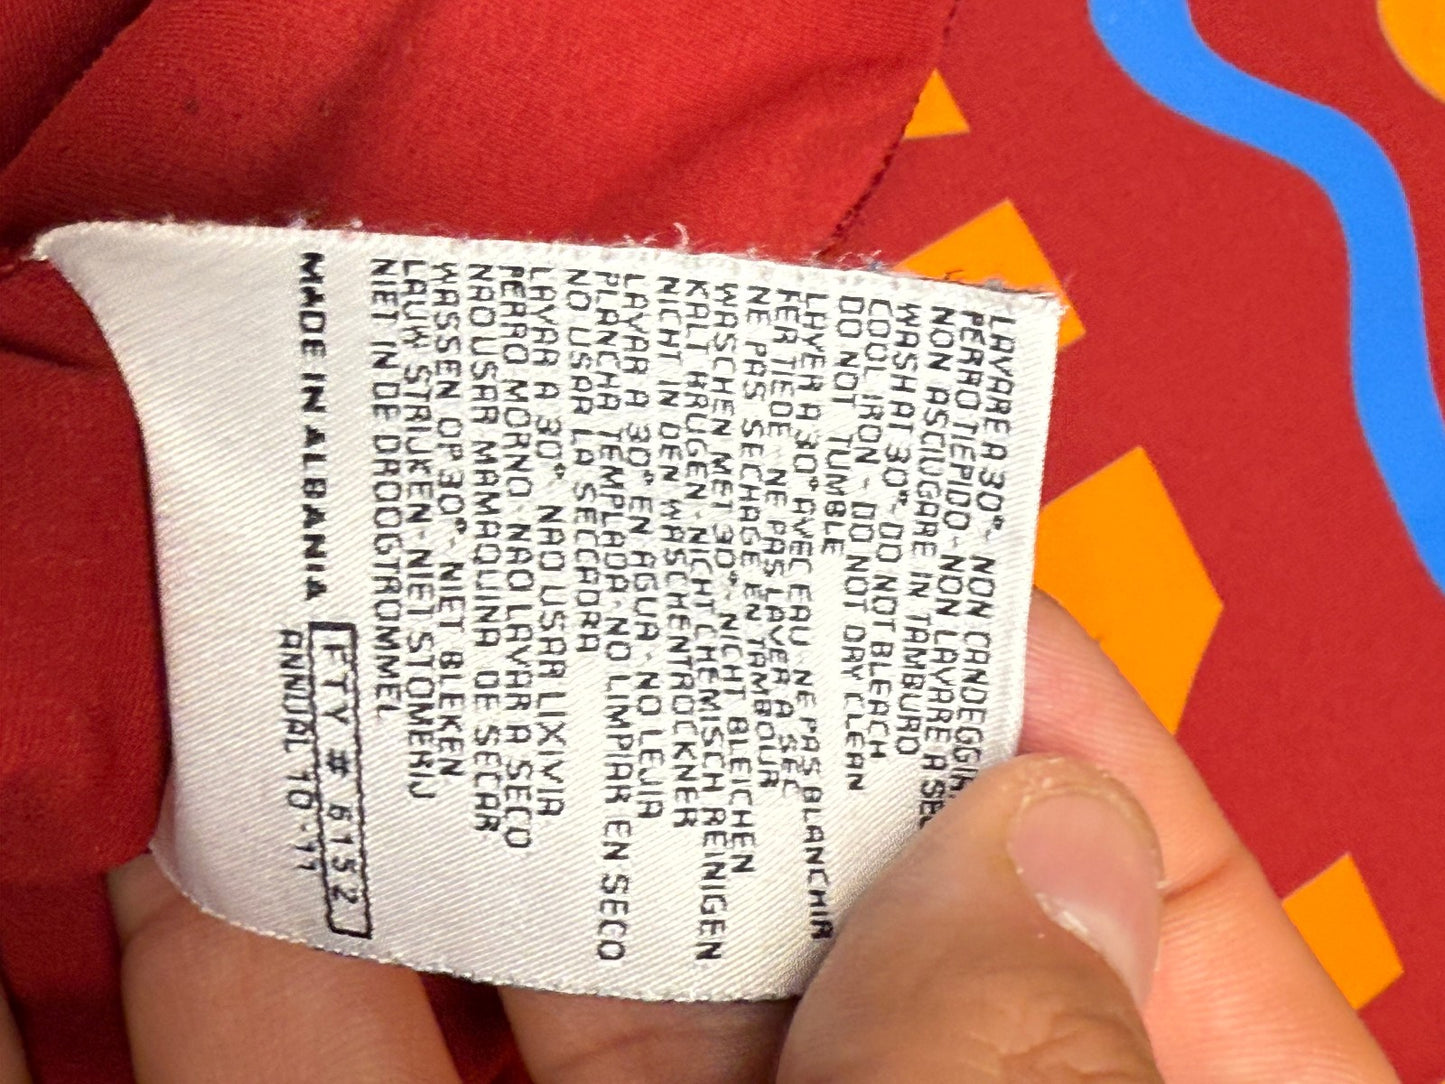 LAVARE A 30° - NON CANDEGGIA
FERRO TIEPIDO - NON LAVARE A
NON ASCIUGARE IN TAMBURO
WASH AT 30° - DO NOT BLEACH
COOL IRON - DO NOT DRY CLEAN
DO NOT TUMBLE
LAVER A 30° AVEC EAU - NE PAS BLANCHIR
FER TIEDE - NE PAS LAVER A SEC
NE PAS SECHAGE EN TAMBOUR
WASCHEN MET 30° - NICHT BLEICHEN
KALT BRUGEN - NICHT CHEMISCH REINIGEN
NICHT IN DEN WASCHENTROCKNER
LAVAR A 30° EN AGUA - NO LEJIA
PLANCHA TEMPLADA - NO LIMPIAR EN SECO
NO USAR LA SECCADRA
LAVAR A 30° NAO USAR LIXIVIA
FERRO MORNO NAO LAVAR A SECO
NAO USAR MAMAQUINA DE SECAR
WASSEN OP 30° - NIET BLEKEN
LAUW STRIJKEN - NIET STOMERIJ
NIET IN DE DROOGTROMMEL
MADE IN ALBANIA FTY # 6152
ANNUAL 10-11